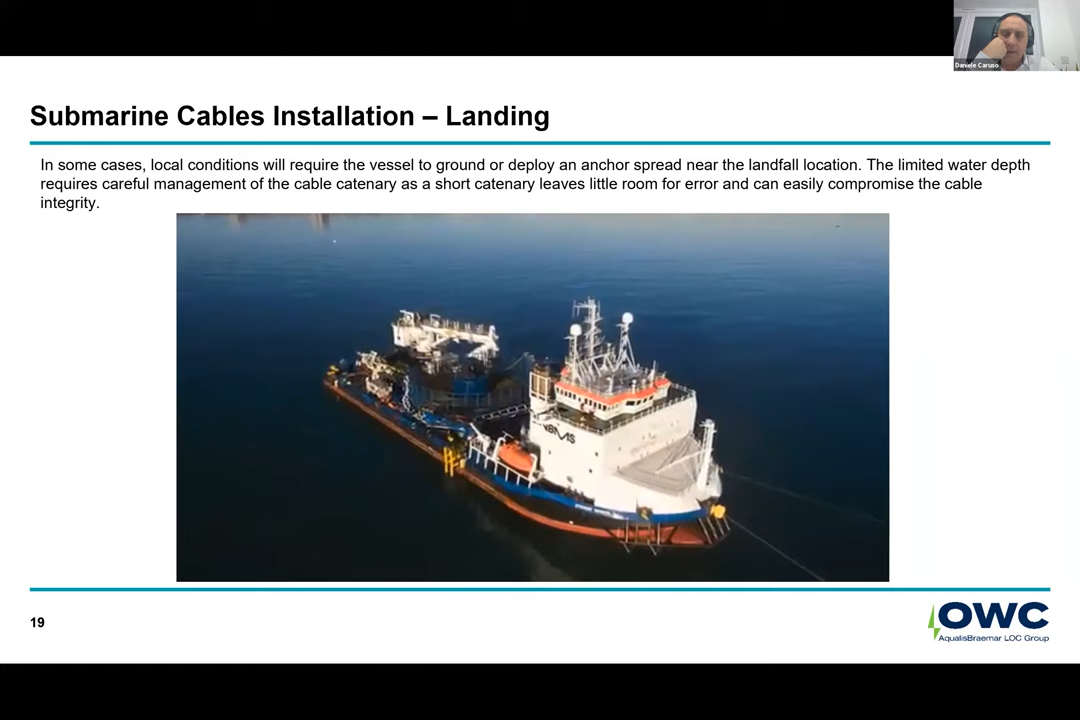 Daniele Caruso
Submarine Cables Installation – Landing
In some cases, local conditions will require the vessel to ground or deploy an anchor spread near the landfall location. The limited water depth
requires careful management of the cable catenary as a short catenary leaves little room for error and can easily compromise the cable
integrity.
19
OWC
AqualisBraemar LOC Group